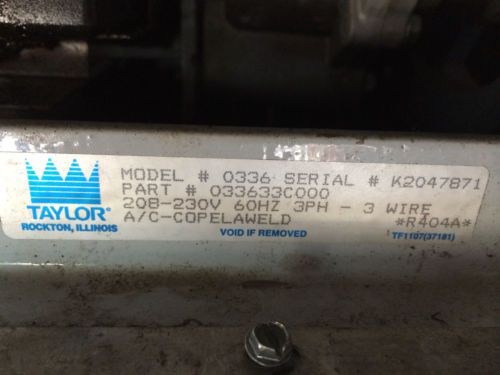 MODEL # 0336 SERIAL # K2047871
PART # 033633C000
208-230V 60HZ 3PH - 3 WIRE
A/C-COPELAWELD *R404A*
TAYLOR®
ROCKTON, ILLINOIS
VOID IF REMOVED
TF1107(37181)